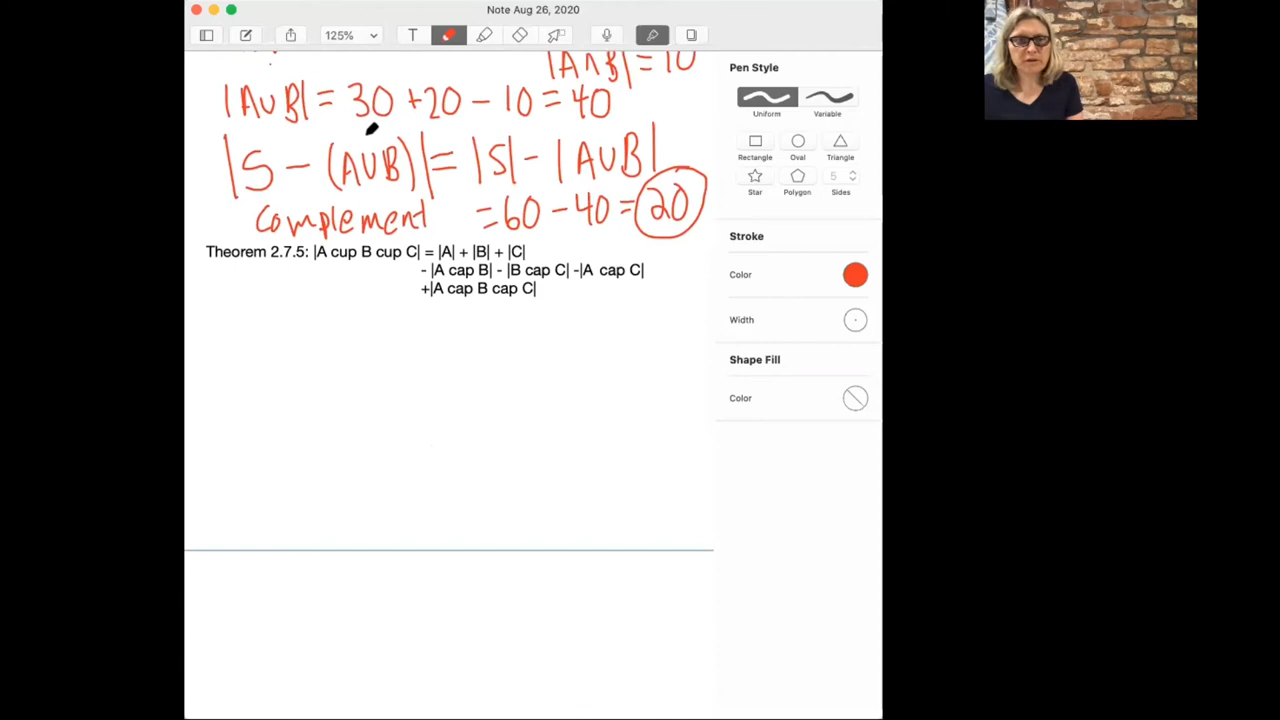 Note Aug 26, 2020
125%
T
|A∩B| = 10
|A∪B| = 30 + 20 − 10 = 40
|S − (A∪B)| = |S| − |A∪B|
complement = 60 − 40 = 20
Theorem 2.7.5: |A cup B cup C| = |A| + |B| + |C|
- |A cap B| - |B cap C| -|A cap C|
+|A cap B cap C|
Pen Style
Uniform Variable
Rectangle Oval Triangle
Star Polygon 5 Sides
Stroke
Color
Width
Shape Fill
Color